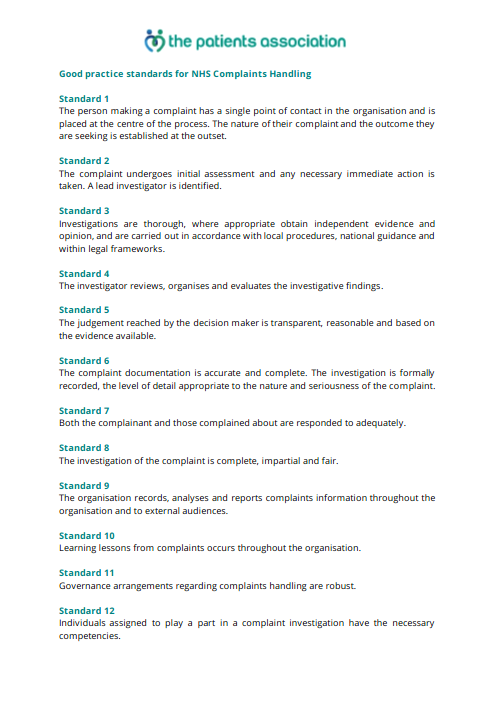 the patients association
Good practice standards for NHS Complaints Handling
Standard 1
The person making a complaint has a single point of contact in the organisation and is
placed at the centre of the process. The nature of their complaint and the outcome they
are seeking is established at the outset.
Standard 2
The complaint undergoes initial assessment and any necessary immediate action is
taken. A lead investigator is identified.
Standard 3
Investigations are thorough, where appropriate obtain independent evidence and
opinion, and are carried out in accordance with local procedures, national guidance and
within legal frameworks.
Standard 4
The investigator reviews, organises and evaluates the investigative findings.
Standard 5
The judgement reached by the decision maker is transparent, reasonable and based on
the evidence available.
Standard 6
The complaint documentation is accurate and complete. The investigation is formally
recorded, the level of detail appropriate to the nature and seriousness of the complaint.
Standard 7
Both the complainant and those complained about are responded to adequately.
Standard 8
The investigation of the complaint is complete, impartial and fair.
Standard 9
The organisation records, analyses and reports complaints information throughout the
organisation and to external audiences.
Standard 10
Learning lessons from complaints occurs throughout the organisation.
Standard 11
Governance arrangements regarding complaints handling are robust.
Standard 12
Individuals assigned to play a part in a complaint investigation have the necessary
competencies.